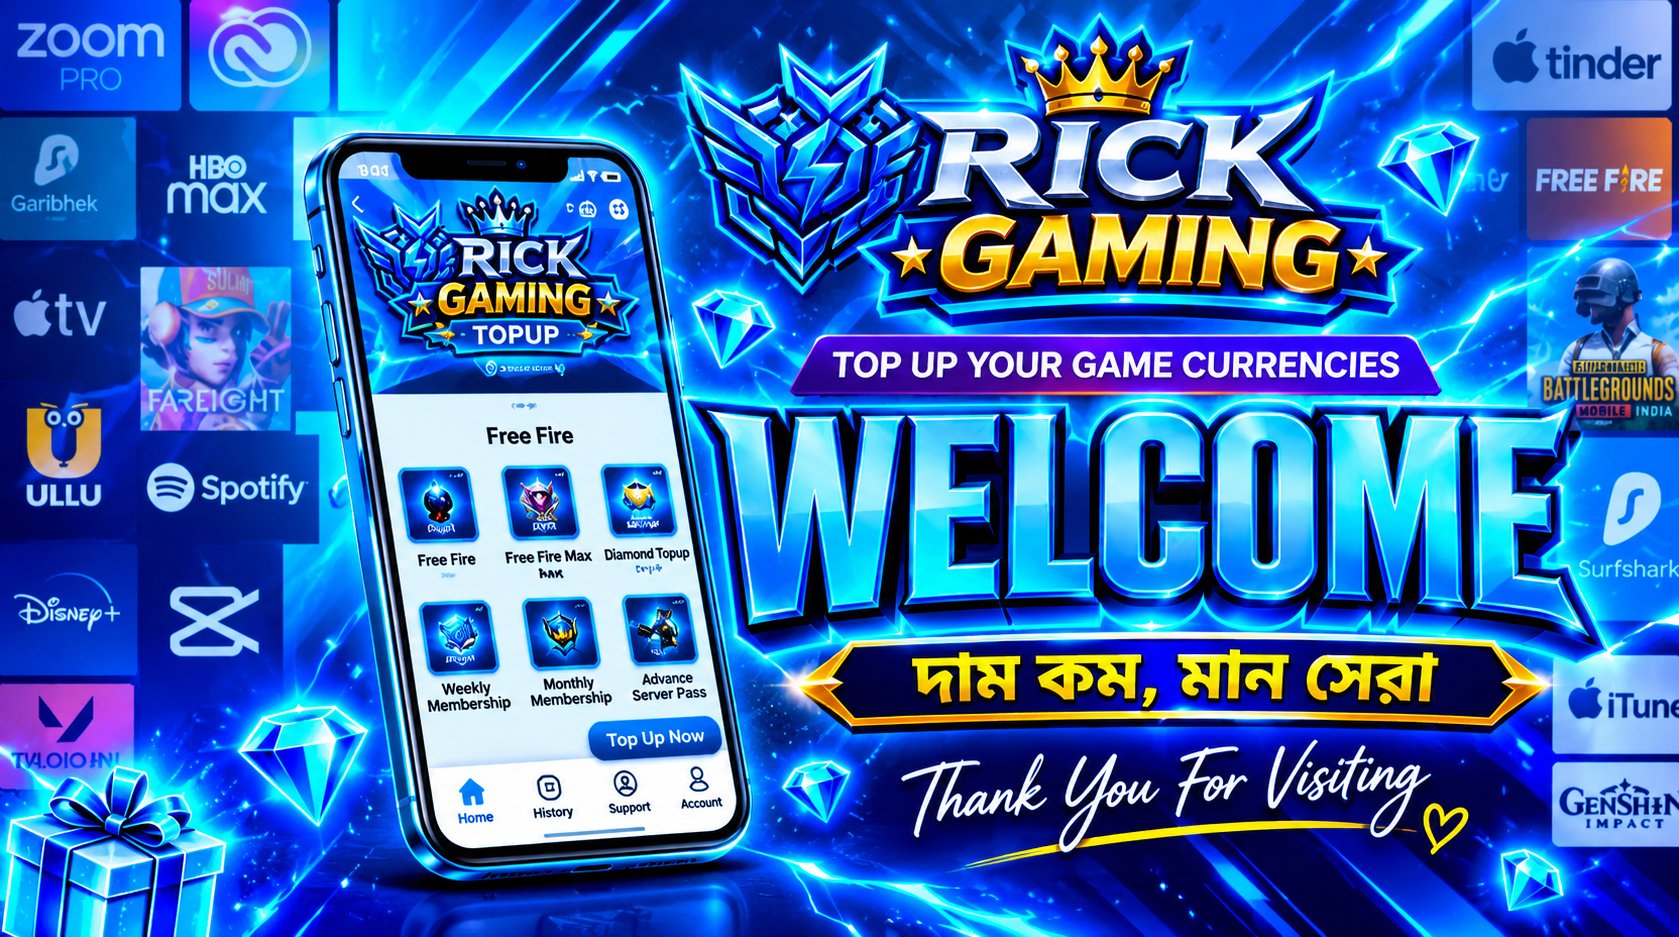 zoom
PRO
Garibhek
HBO
max
tv
FARLIGHT
ULLU
Spotify
Disney+
RICK
GAMING
TOPUP
Free Fire
Free Fire
Free Fire Max
Diamond Topup
Weekly
Membership
Monthly
Membership
Advance
Server Pass
Top Up Now
Home
History
Support
Account
RICK
GAMING
TOP UP YOUR GAME CURRENCIES
WELCOME
দাম কম, মান সেরা
Thank You For Visiting
tinder
FREE FIRE
BATTLEGROUNDS
MOBILE INDIA
Surfshark
iTune
GENSHIN
IMPACT